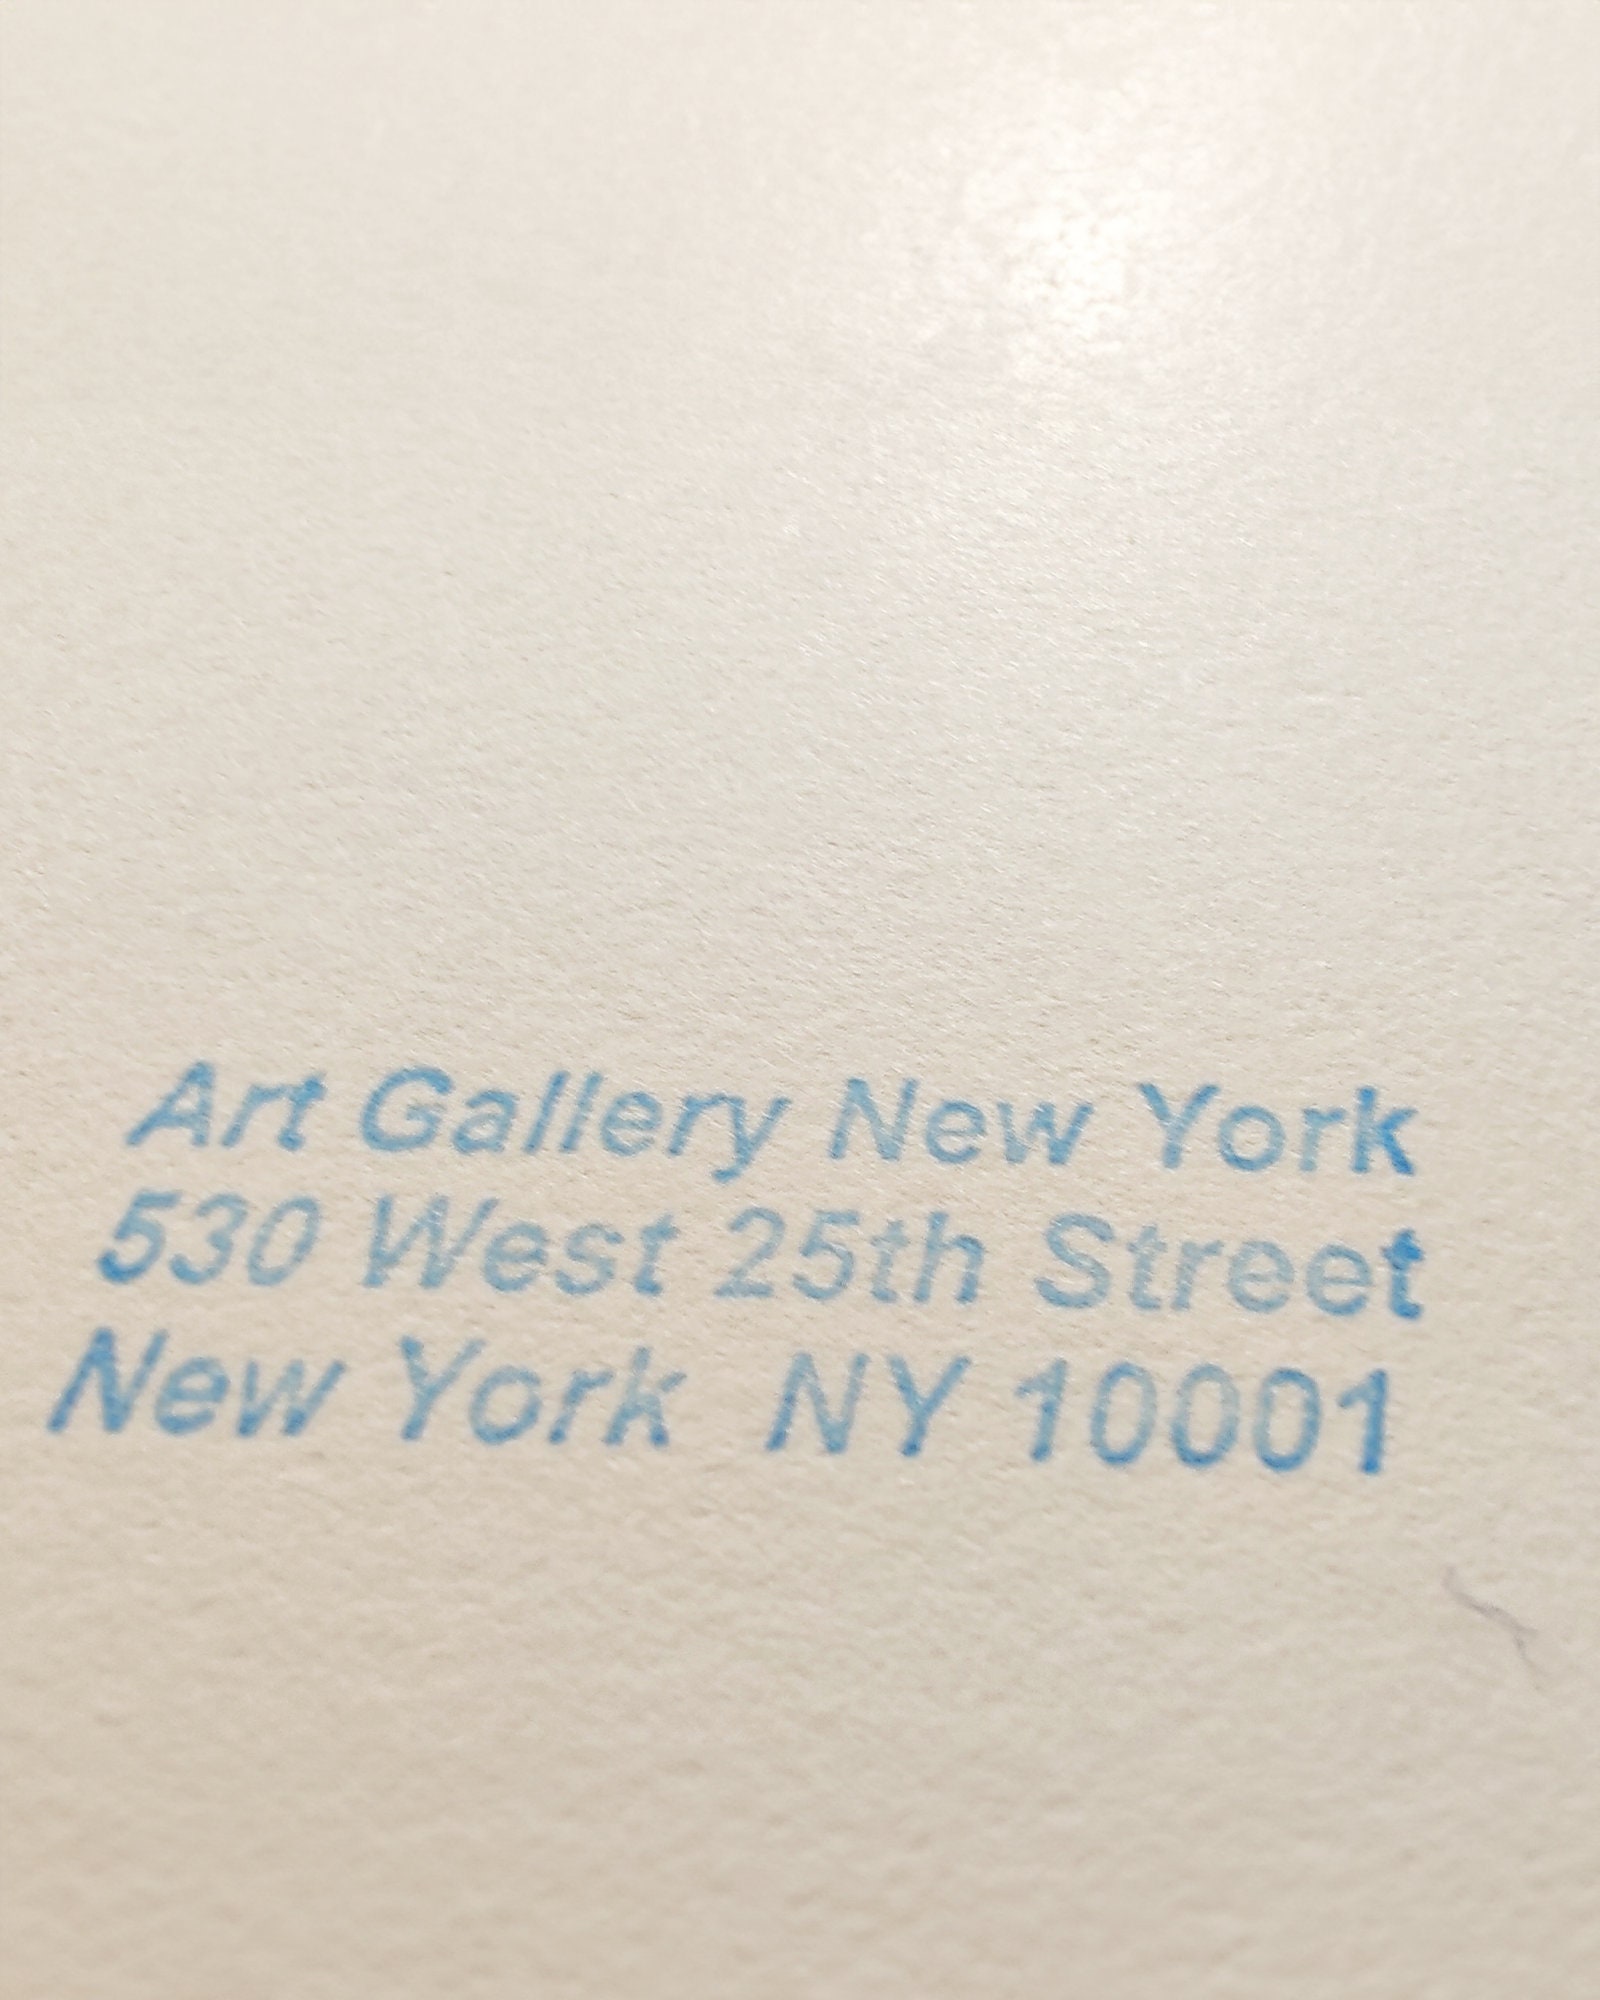 Art Gallery New York
530 West 25th Street
New York NY 10001